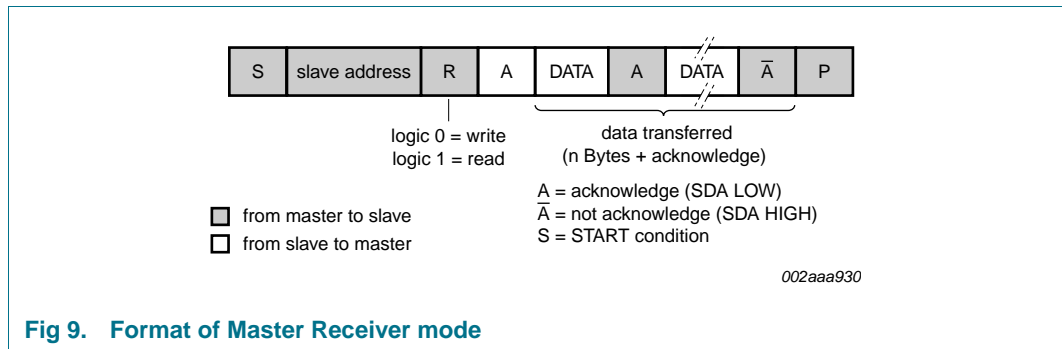 S slave address R A DATA A DATA A̅ P
logic 0 = write
logic 1 = read
data transferred
(n Bytes + acknowledge)
A = acknowledge (SDA LOW)
A̅ = not acknowledge (SDA HIGH)
S = START condition
from master to slave
from slave to master
002aaa930
Fig 9. Format of Master Receiver mode